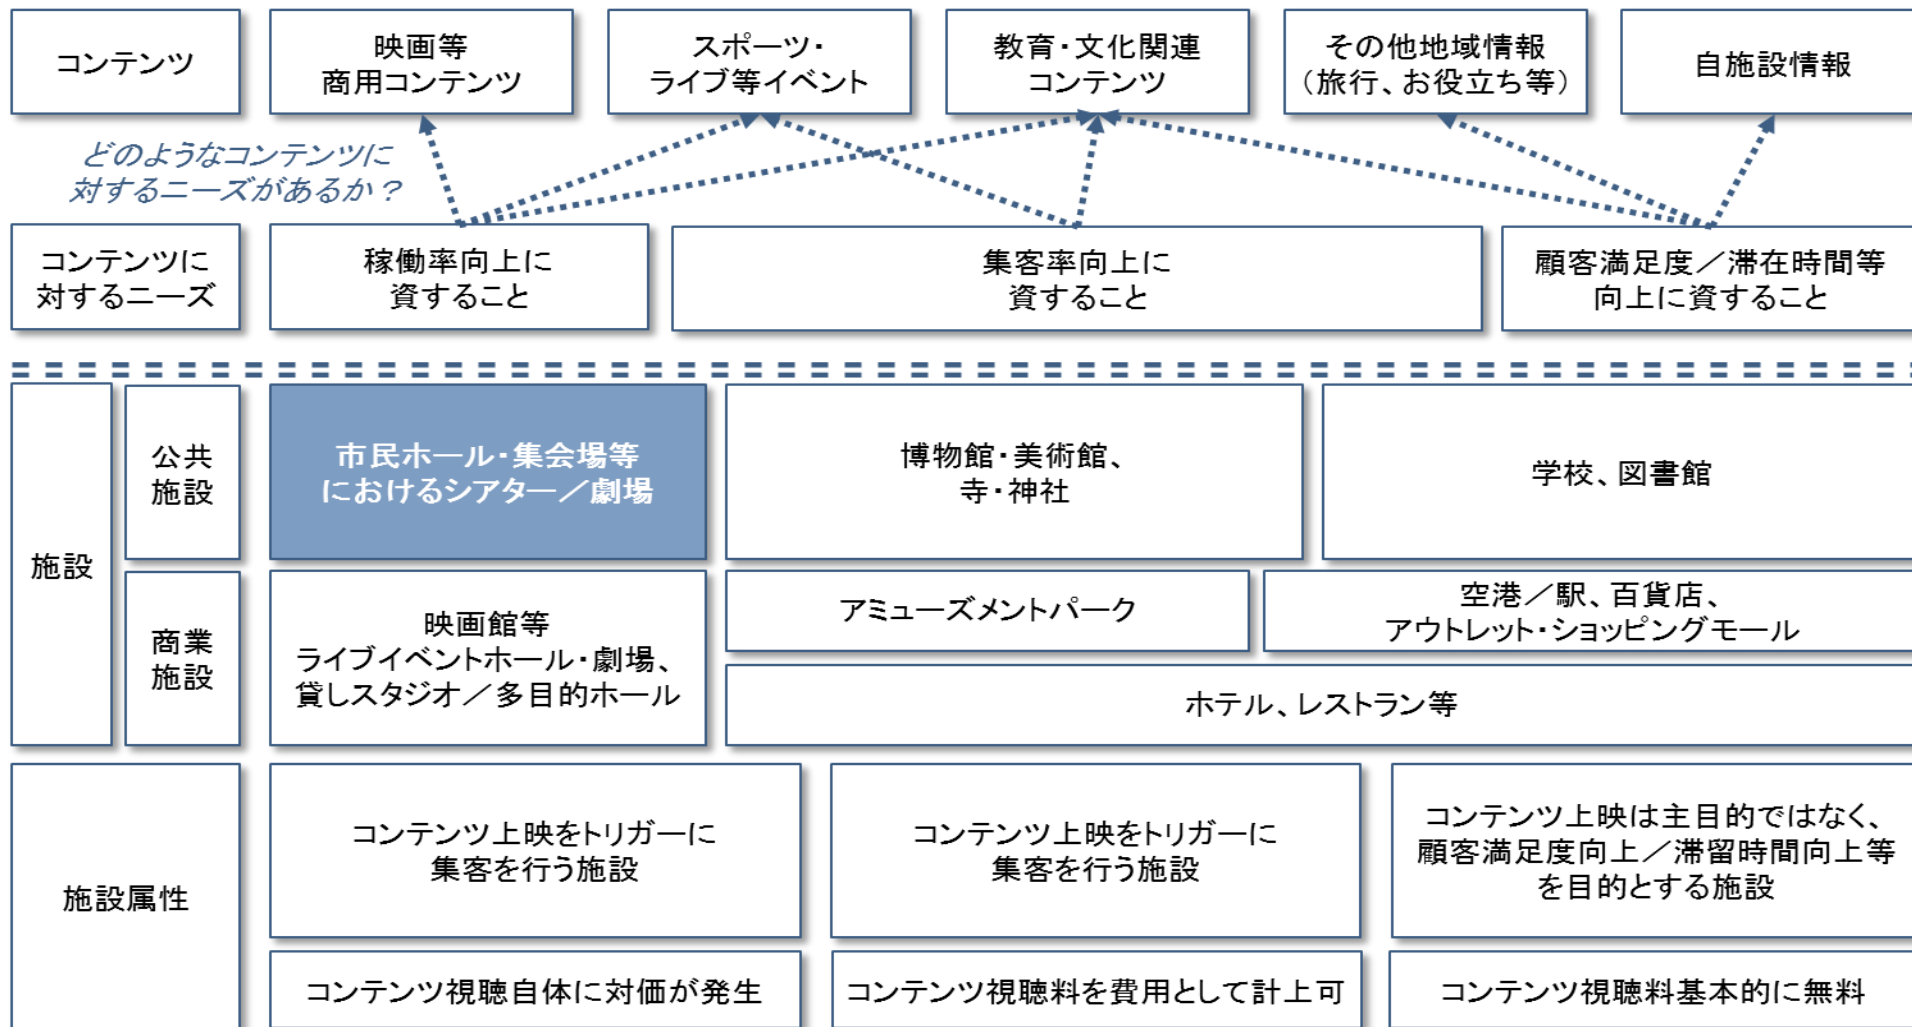 コンテンツ
映画等
商用コンテンツ
スポーツ・
ライブ等イベント
教育・文化関連
コンテンツ
その他地域情報
（旅行、お役立ち等）
自施設情報
どのようなコンテンツに
対するニーズがあるか？
コンテンツに
対するニーズ
稼働率向上に
資すること
集客率向上に
資すること
顧客満足度／滞在時間等
向上に資すること
施設
公共
施設
市民ホール・集会場等
におけるシアター／劇場
博物館・美術館、
寺・神社
学校、図書館
商業
施設
映画館等
ライブイベントホール・劇場、
貸しスタジオ／多目的ホール
アミューズメントパーク
空港／駅、百貨店、
アウトレット・ショッピングモール
ホテル、レストラン等
施設属性
コンテンツ上映をトリガーに
集客を行う施設
コンテンツ上映をトリガーに
集客を行う施設
コンテンツ上映は主目的ではなく、
顧客満足度向上／滞留時間向上等
を目的とする施設
コンテンツ視聴自体に対価が発生
コンテンツ視聴料を費用として計上可
コンテンツ視聴料基本的に無料